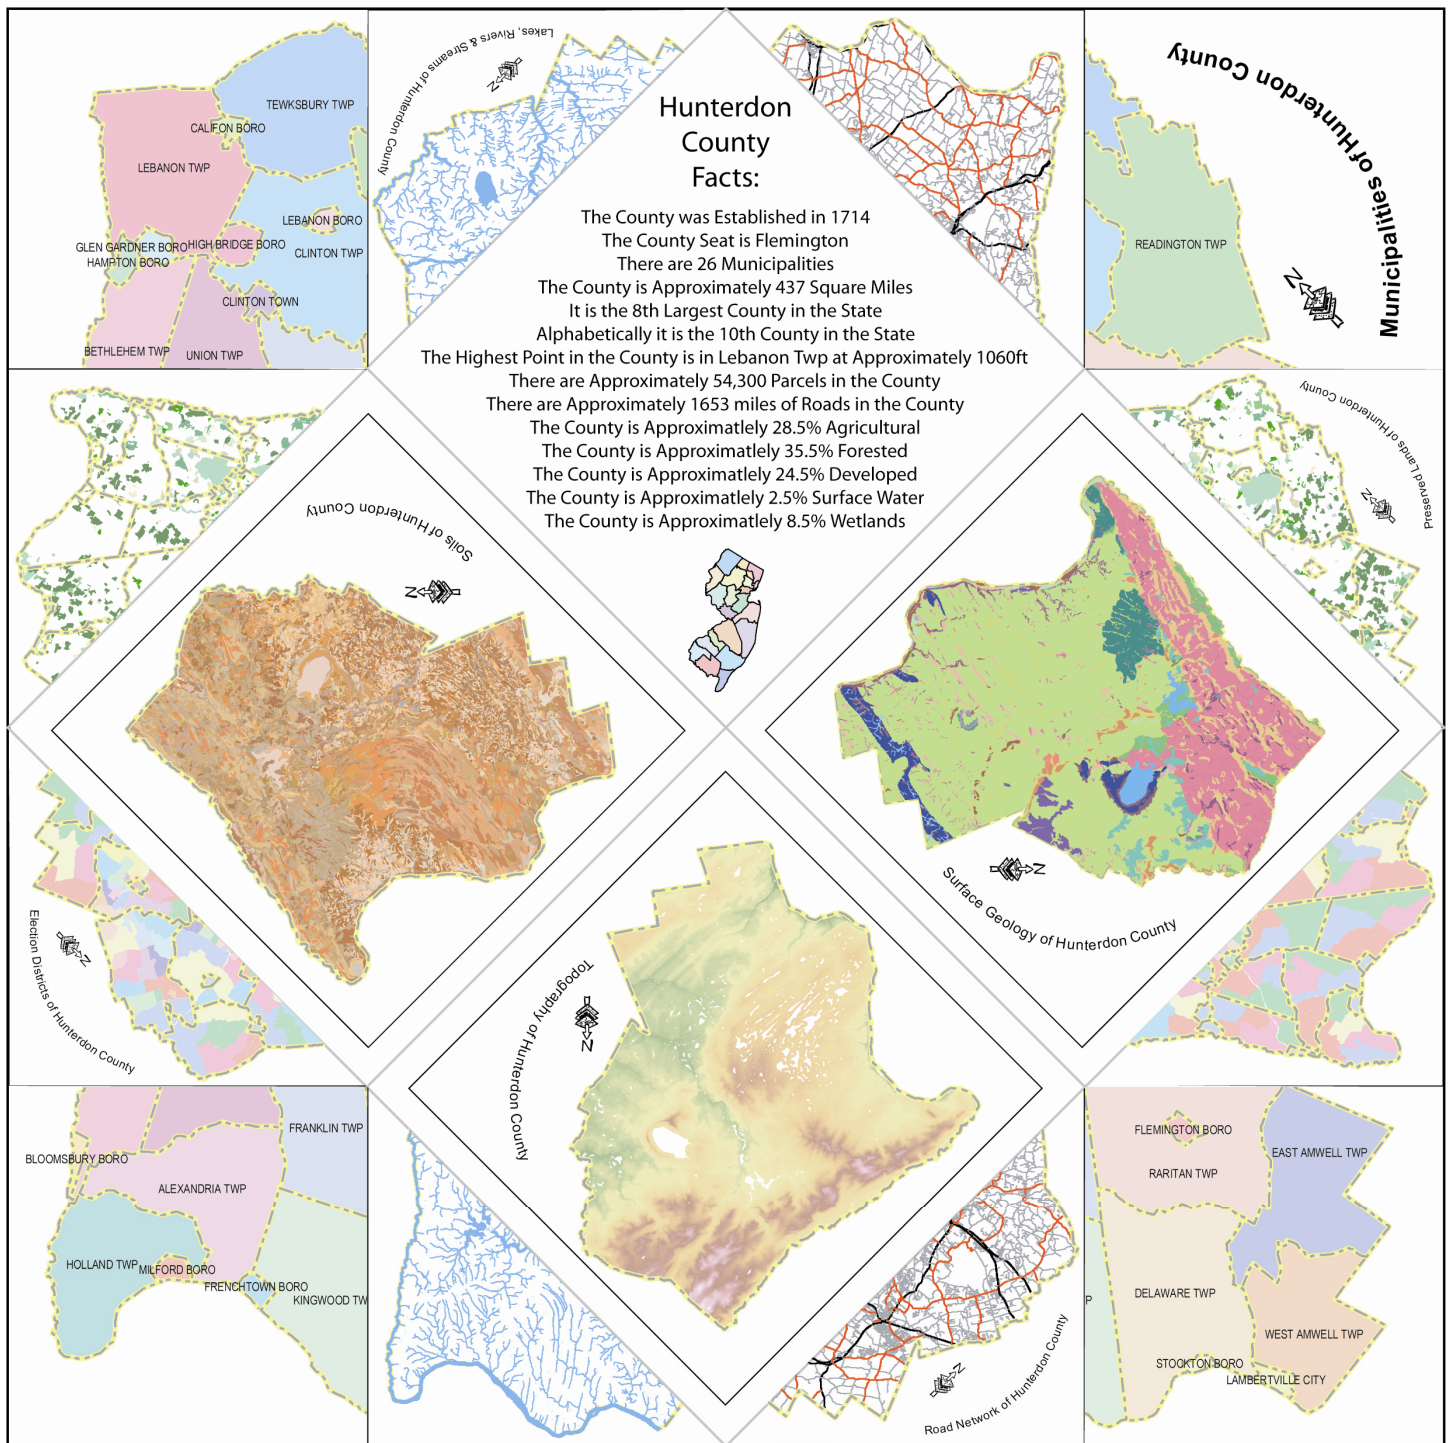 TEWKSBURY TWP
CALIFON BORO
LEBANON TWP
LEBANON BORO
GLEN GARDNER BORO
HIGH BRIDGE BORO
HAMPTON BORO
CLINTON TWP
CLINTON TOWN
BETHLEHEM TWP
UNION TWP
Lakes, Rivers & Streams of Hunterdon County
N
Hunterdon
County
Facts:
The County was Established in 1714
The County Seat is Flemington
There are 26 Municipalities
The County is Approximately 437 Square Miles
It is the 8th Largest County in the State
Alphabetically it is the 10th County in the State
The Highest Point in the County is in Lebanon Twp at Approximately 1060ft
There are Approximately 54,300 Parcels in the County
There are Approximately 1653 miles of Roads in the County
The County is Approximatlely 28.5% Agricultural
The County is Approximatlely 35.5% Forested
The County is Approximatlely 24.5% Developed
The County is Approximatlely 2.5% Surface Water
The County is Approximatlely 8.5% Wetlands
Municipalities of Hunterdon County
READINGTON TWP
N
Preserved Lands of Hunterdon County
N
Soils of Hunterdon County
N
Surface Geology of Hunterdon County
N
Election Districts of Hunterdon County
N
Topography of Hunterdon County
N
FRANKLIN TWP
BLOOMSBURY BORO
ALEXANDRIA TWP
HOLLAND TWP
MILFORD BORO
FRENCHTOWN BORO
KINGWOOD TW
Road Network of Hunterdon County
N
FLEMINGTON BORO
EAST AMWELL TWP
RARITAN TWP
P
DELAWARE TWP
WEST AMWELL TWP
STOCKTON BORO
LAMBERTVILLE CITY